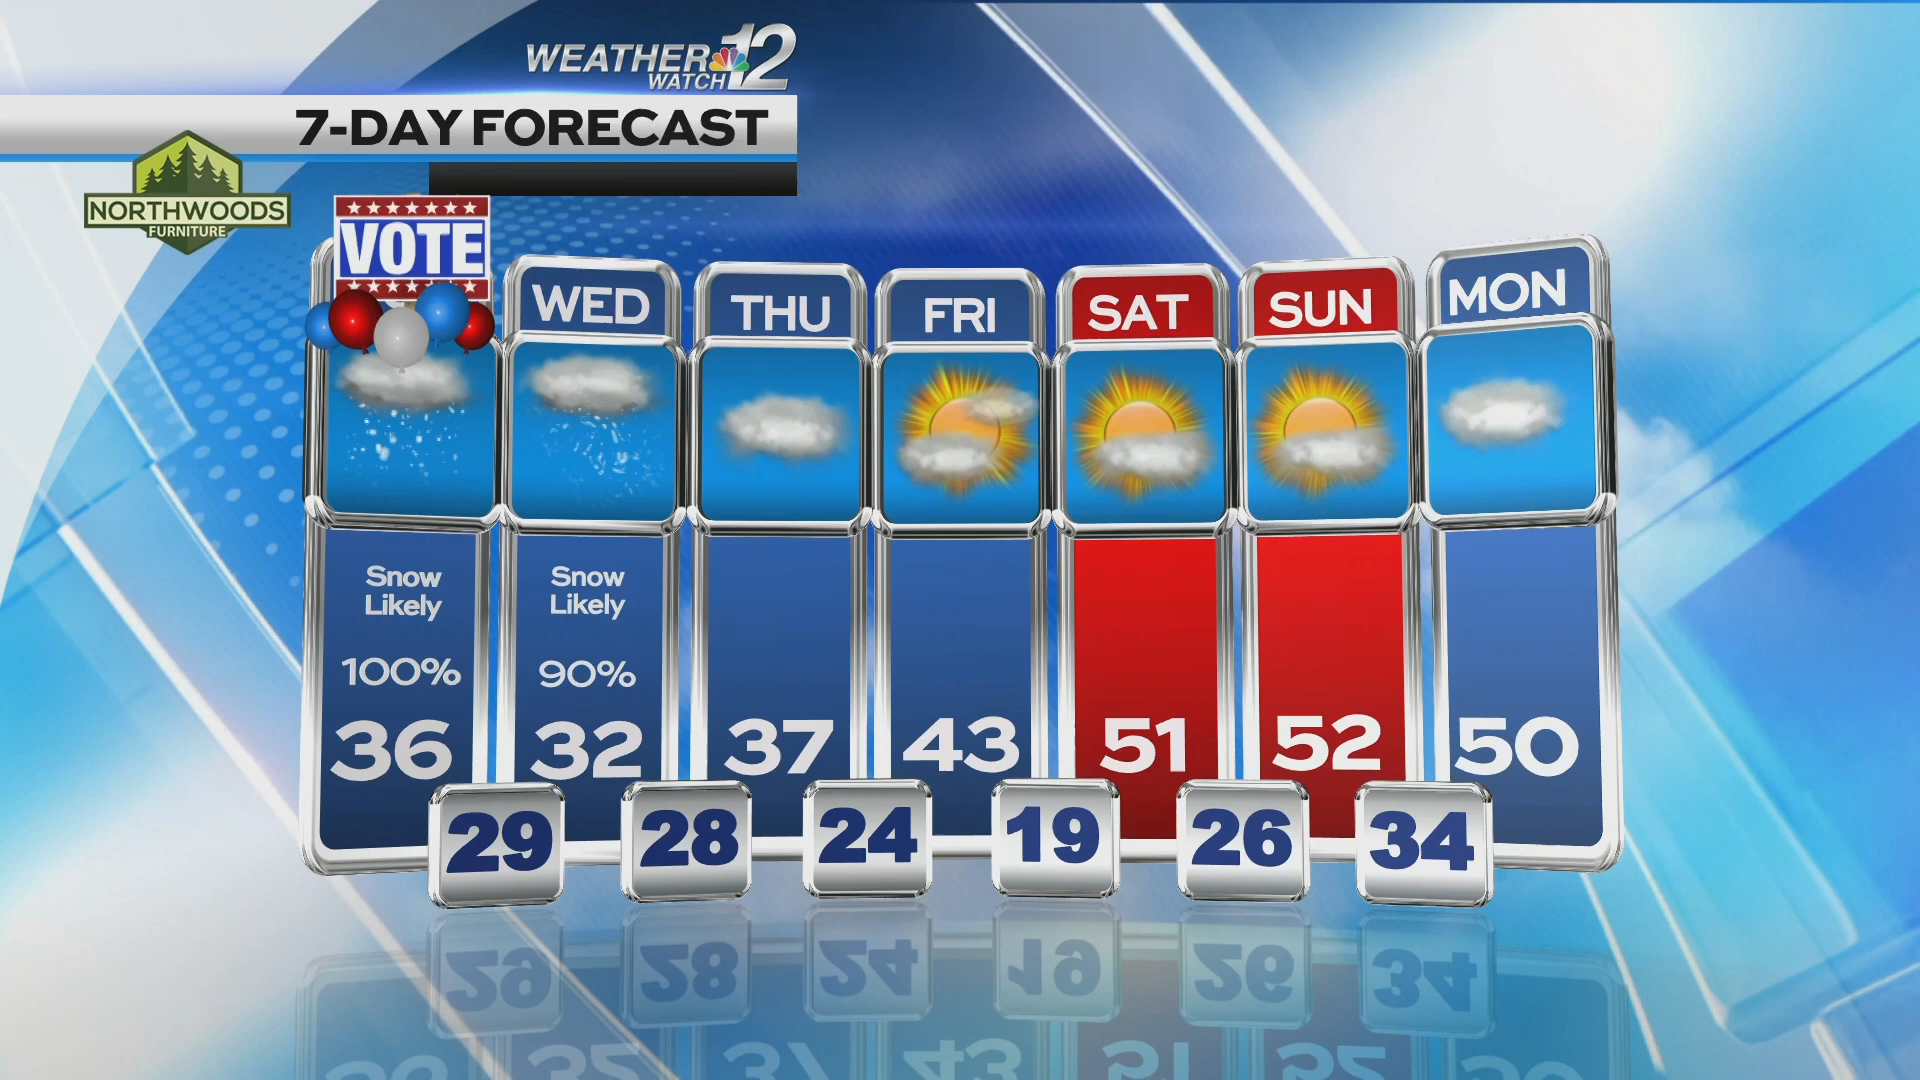 WEATHER 12
WATCH
7-DAY FORECAST
NORTHWOODS
FURNITURE
VOTE
WED THU FRI SAT SUN MON
Snow
Likely
Snow
Likely
100% 90%
36 32 37 43 51 52 50
29 28 24 19 26 34